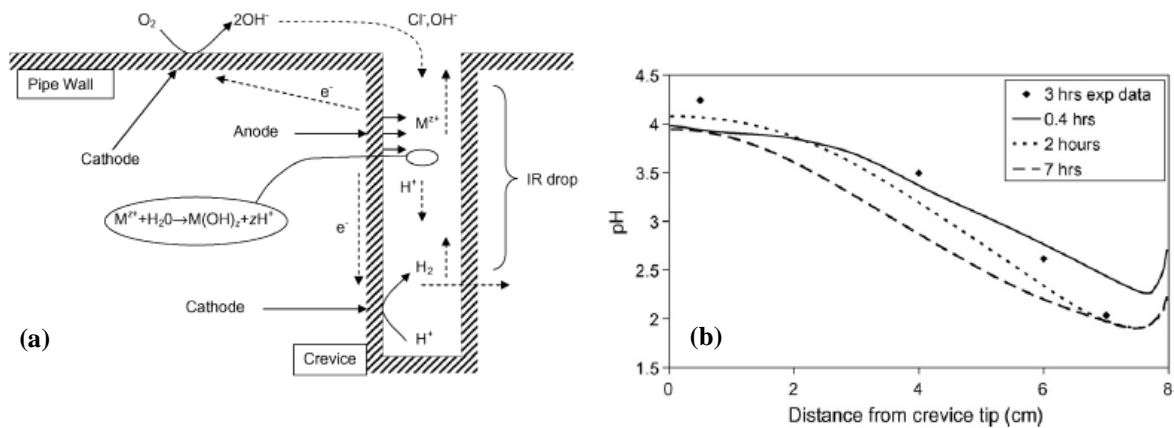 O₂
2OH⁻
Cl⁻,OH⁻
Pipe Wall
e⁻
Mᶻ⁺
Anode
Cathode
H⁺
IR drop
Mᶻ⁺+H₂0→M(OH)z+zH⁺
e⁻
H₂
Cathode
H⁺
(a)
Crevice
4.5
4
3.5
3
2.5
2
1.5
pH
3 hrs exp data
0.4 hrs
2 hours
7 hrs
(b)
0
2
4
6
8
Distance from crevice tip (cm)